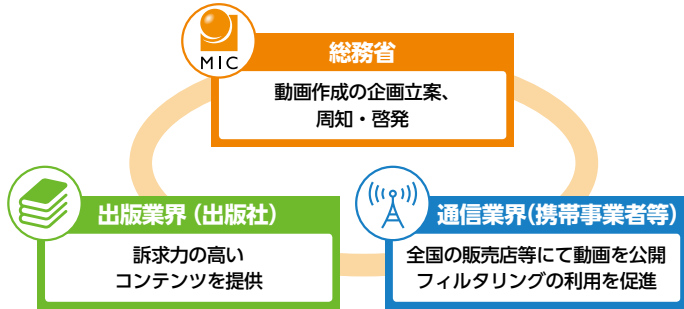 MIC
総務省
動画作成の企画立案、
周知・啓発
出版業界（出版社）
訴求力の高い
コンテンツを提供
通信業界(携帯事業者等)
全国の販売店等にて動画を公開
フィルタリングの利用を促進